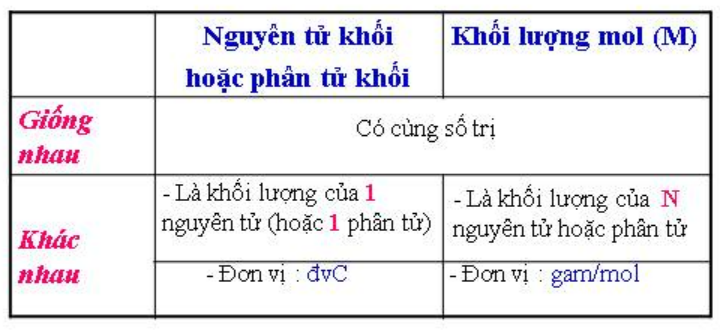 Nguyên tử khối
hoặc phân tử khối
Khối lượng mol (M)
Giống
nhau
Có cùng số trị
Khác
nhau
- Là khối lượng của 1
nguyên tử (hoặc 1 phân tử)
- Là khối lượng của N
nguyên tử hoặc phân tử
- Đơn vị : đvC
- Đơn vị : gam/mol